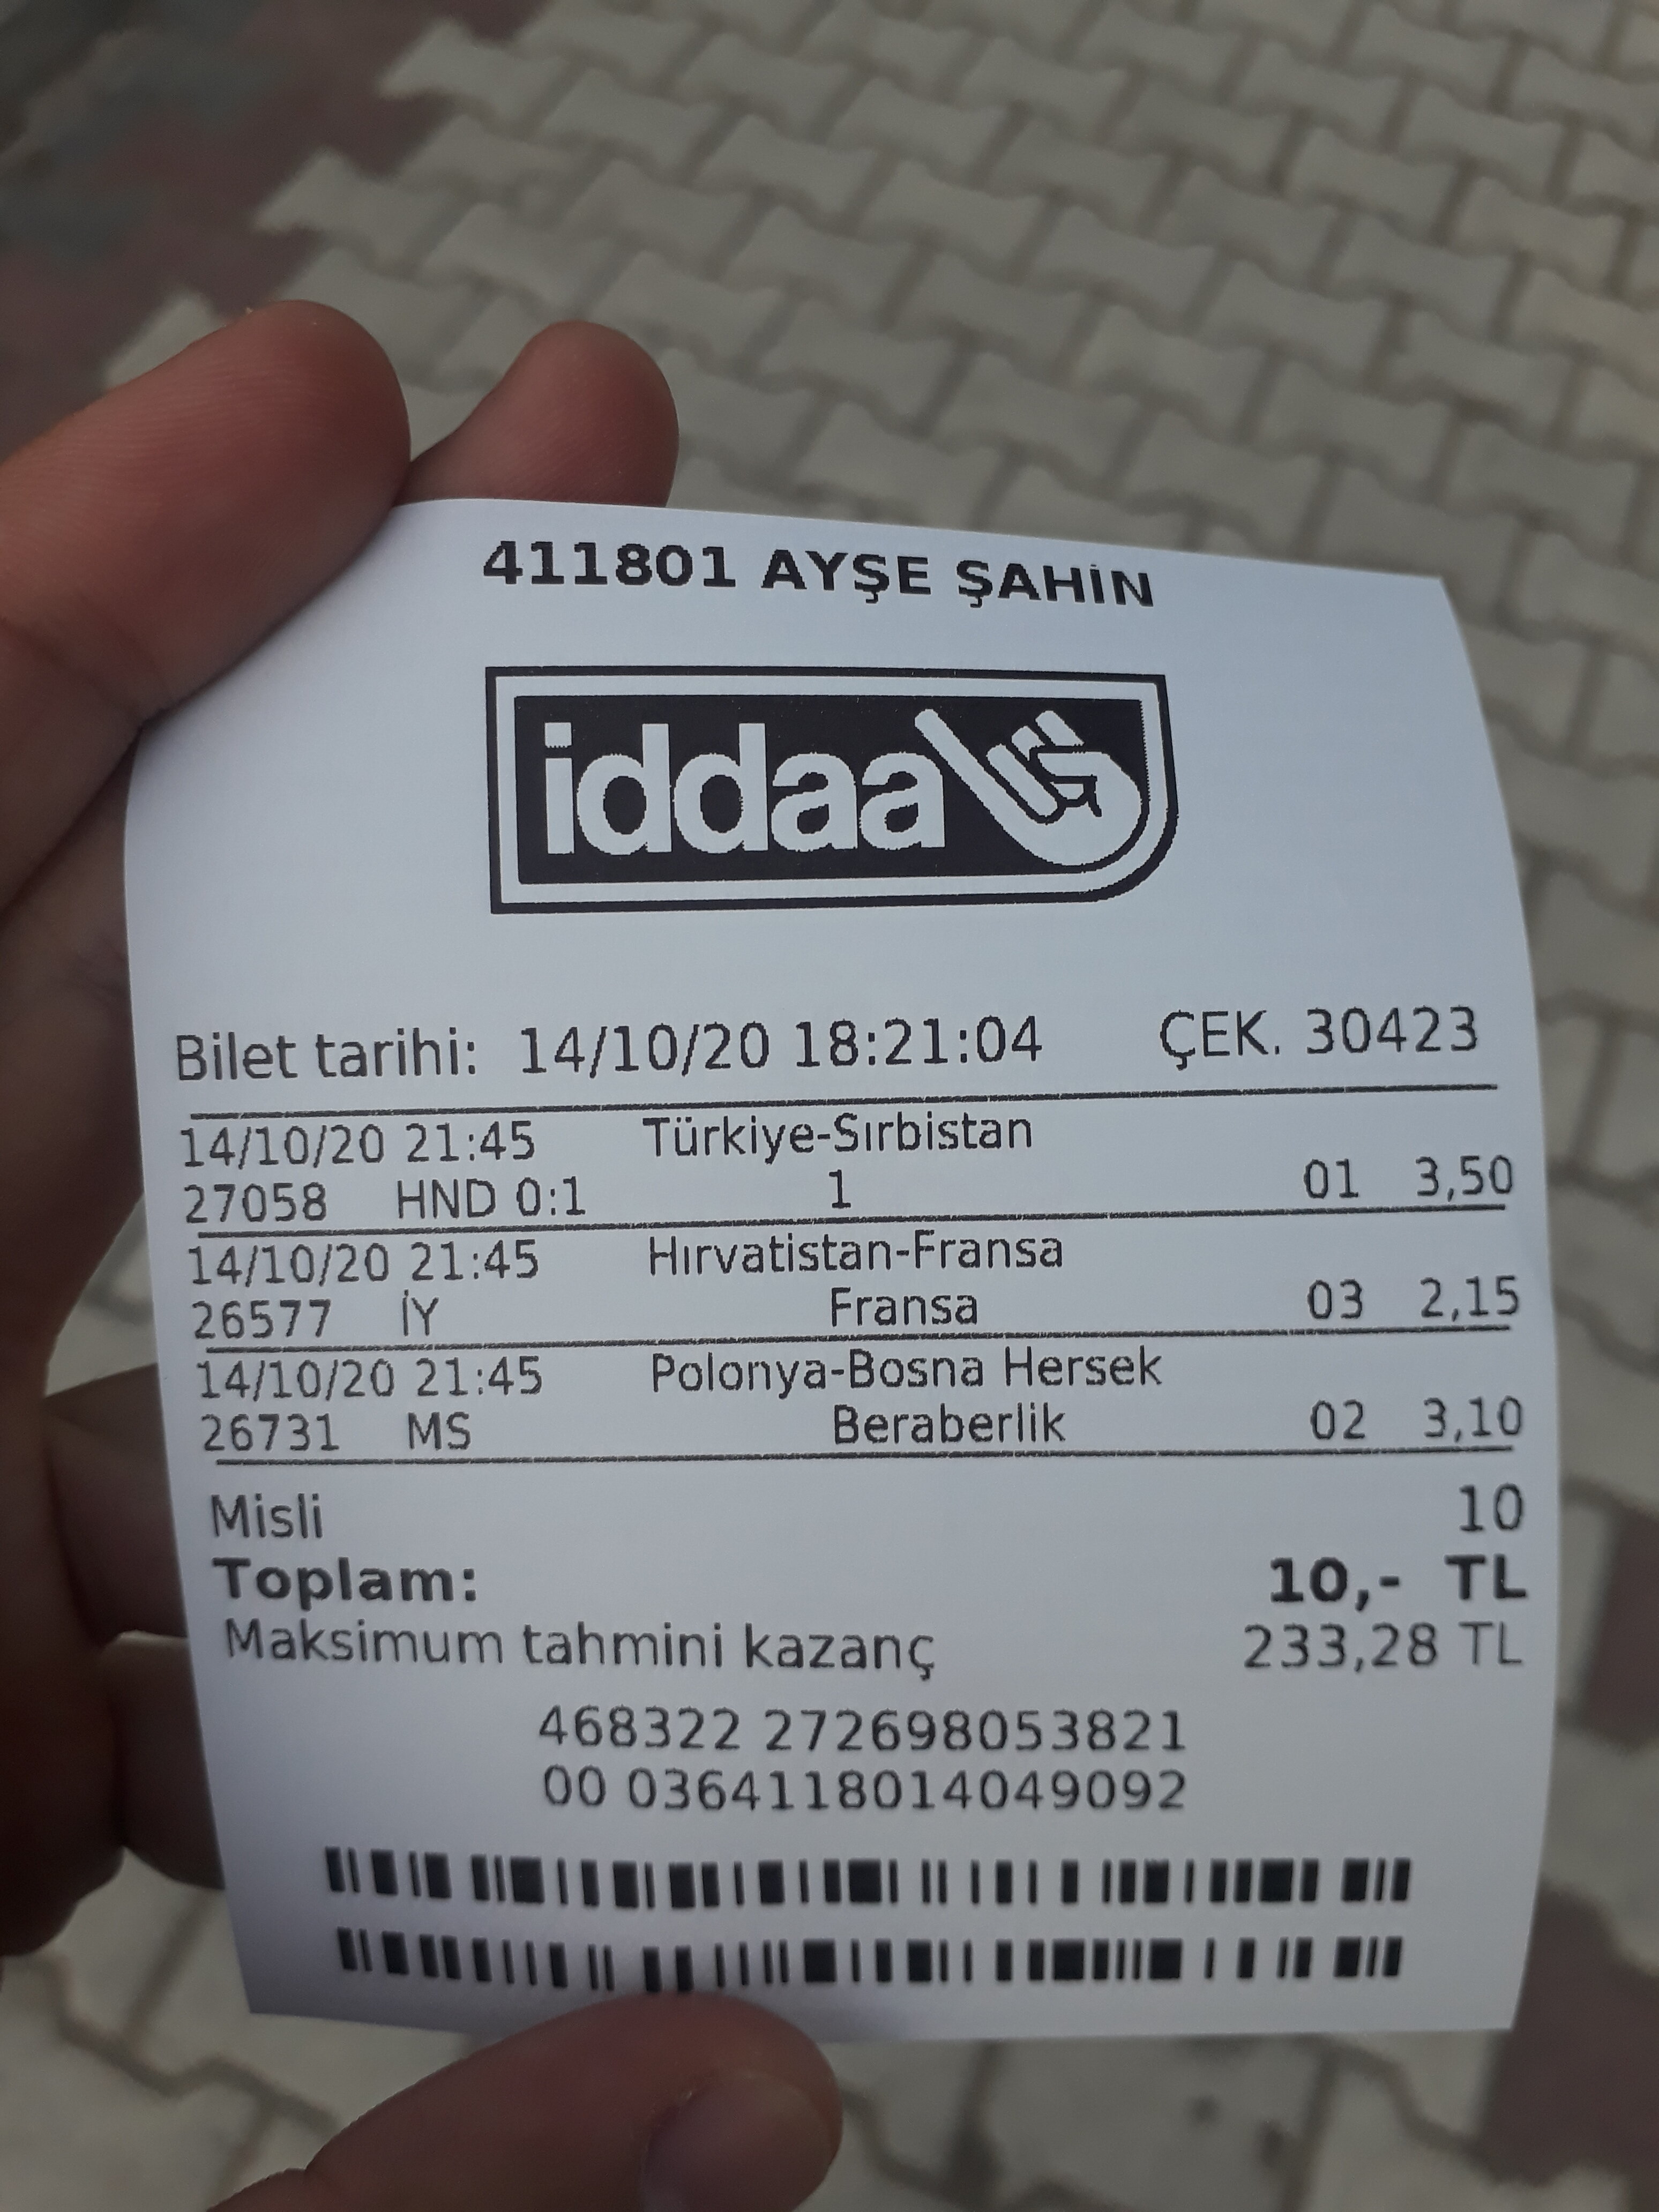 411801 AYŞE ŞAHİN
iddaa
Bilet tarihi: 14/10/20 18:21:04 ÇEK. 30423
14/10/20 21:45 Türkiye-Sırbistan
27058 HND 0:1 1 01 3,50
14/10/20 21:45 Hırvatistan-Fransa
26577 İY Fransa 03 2,15
14/10/20 21:45 Polonya-Bosna Hersek
26731 MS Beraberlik 02 3,10
Misli 10
Toplam: 10,- TL
Maksimum tahmini kazanç 233,28 TL
468322 272698053821
00 0364118014049092